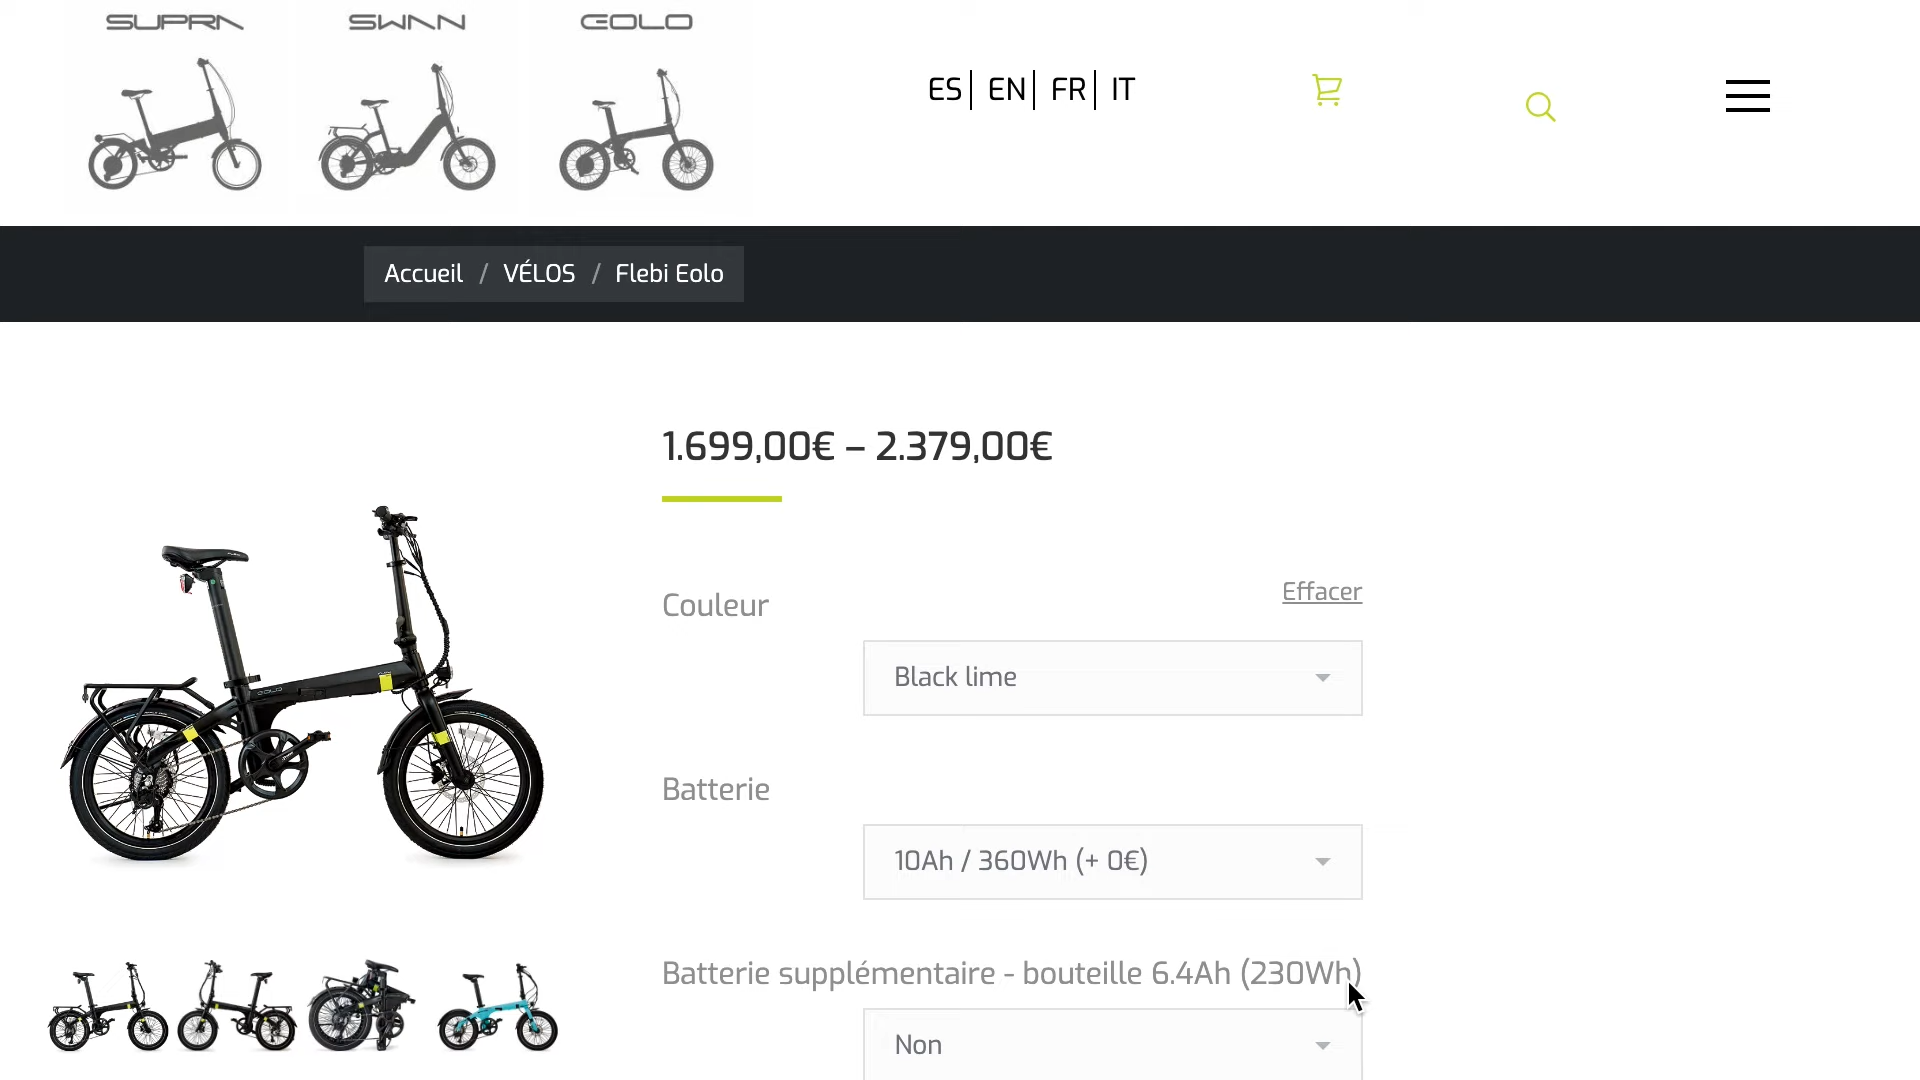 SUPRA SWAN EOLO
ES EN FR IT
Accueil / VÉLOS / Flebi Eolo
1.699,00€ – 2.379,00€
Couleur
Effacer
Black lime
Batterie
10Ah / 360Wh (+ 0€)
Batterie supplémentaire - bouteille 6.4Ah (230Wh)
Non